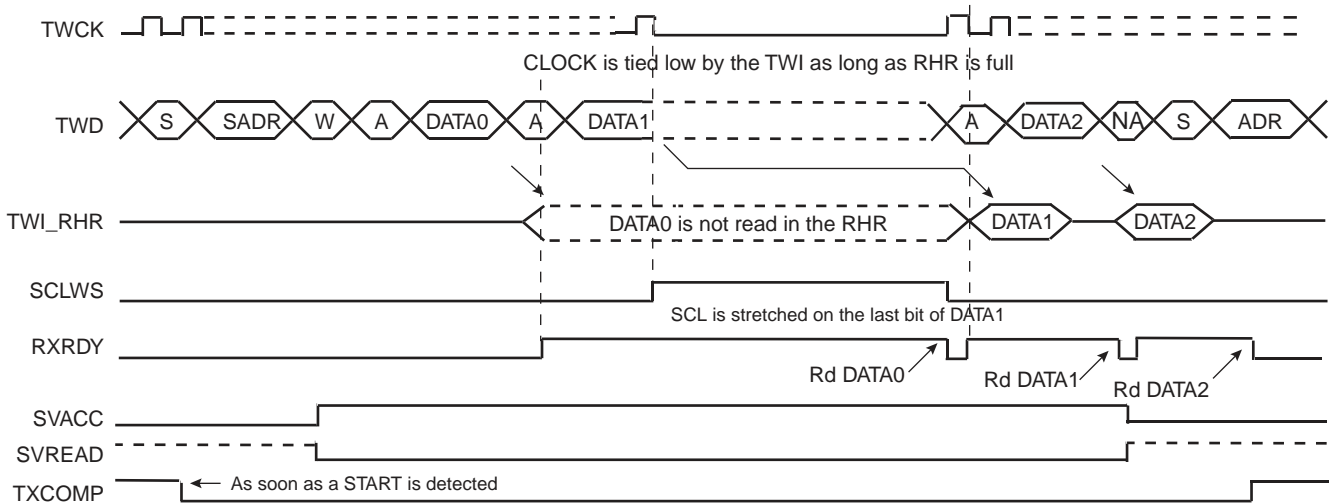 TWCK
CLOCK is tied low by the TWI as long as RHR is full
TWD S SADR W A DATA0 A DATA1 A DATA2 NA S ADR
TWI_RHR DATA0 is not read in the RHR DATA1 DATA2
SCLWS
SCL is stretched on the last bit of DATA1
RXRDY
Rd DATA0 Rd DATA1 Rd DATA2
SVACC
SVREAD
TXCOMP As soon as a START is detected